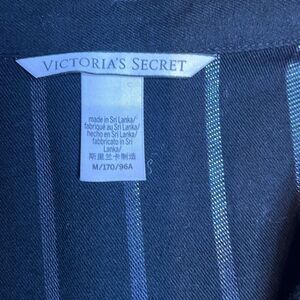 VICTORIA'S SECRET
made in Sri Lanka/
fabriqué au Sri Lanka/
hecho en Sri Lanka/
fabbricato in Sri Lanka/
斯里兰卡制造
M/170/96A